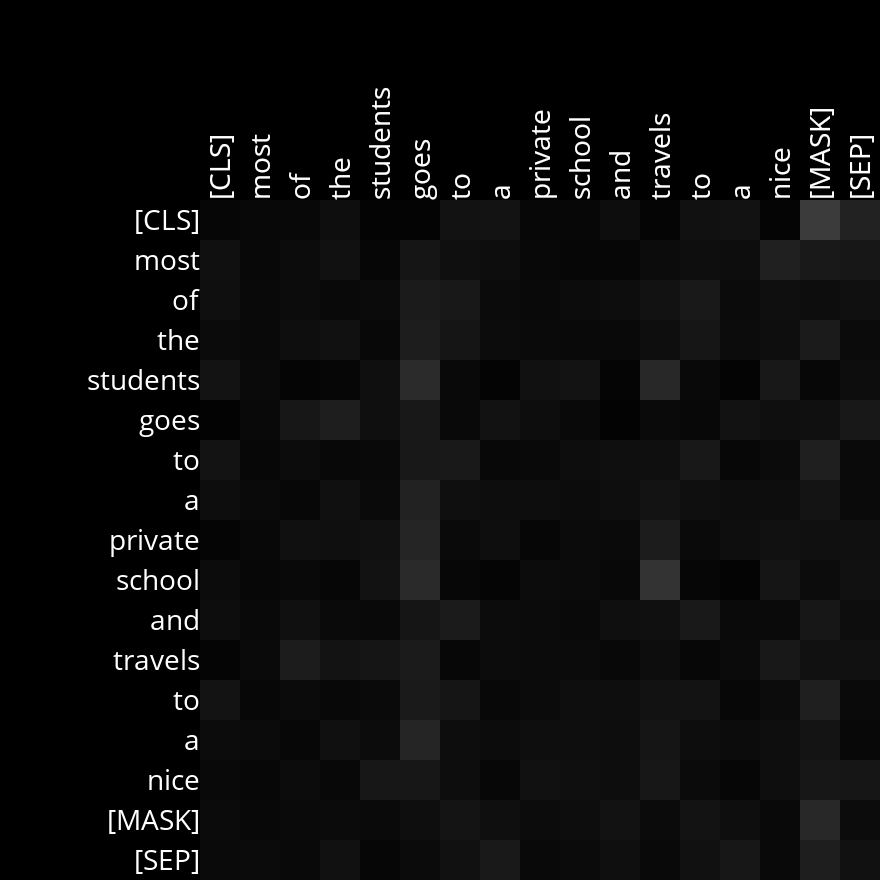 [CLS] most of the students goes to a private school and travels to a nice [MASK] [SEP]
[CLS]
most
of
the
students
goes
to
a
private
school
and
travels
to
a
nice
[MASK]
[SEP]